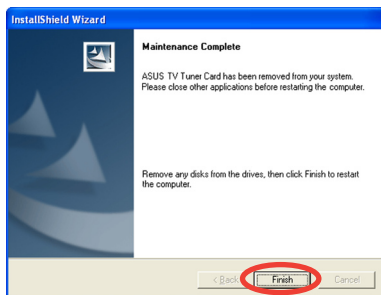 InstallShield Wizard
Maintenance Complete
ASUS TV Tuner Card has been removed from your system.
Please close other applications before restarting the computer.
Remove any disks from the drives, then click Finish to restart
the computer.
< Back Finish Cancel